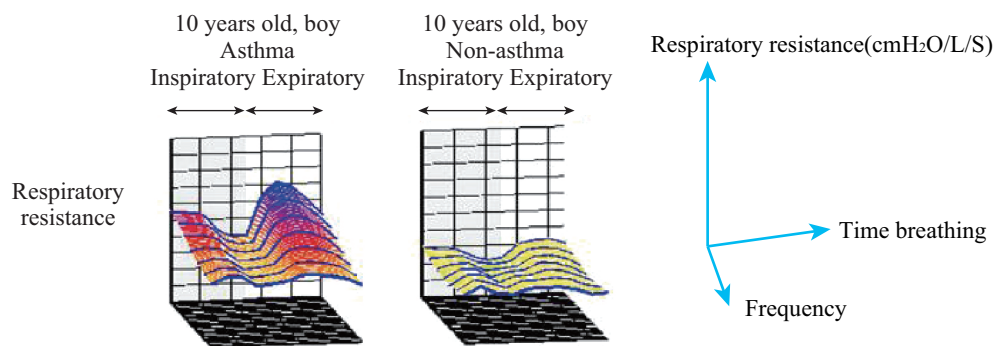 10 years old, boy
Asthma
Inspiratory Expiratory
10 years old, boy
Non-asthma
Inspiratory Expiratory
Respiratory resistance(cmH₂O/L/S)
Respiratory
resistance
Time breathing
Frequency